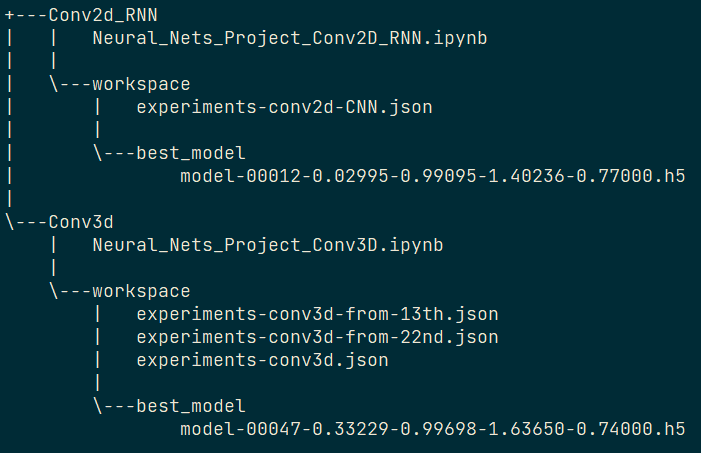 +---Conv2d_RNN
|   |   Neural_Nets_Project_Conv2D_RNN.ipynb
|   |
|   \---workspace
|       |   experiments-conv2d-CNN.json
|       |
|       \---best_model
|               model-00012-0.02995-0.99095-1.40236-0.77000.h5
|
\---Conv3d
    |   Neural_Nets_Project_Conv3D.ipynb
    |
    \---workspace
        |   experiments-conv3d-from-13th.json
        |   experiments-conv3d-from-22nd.json
        |   experiments-conv3d.json
        |
        \---best_model
                model-00047-0.33229-0.99698-1.63650-0.74000.h5